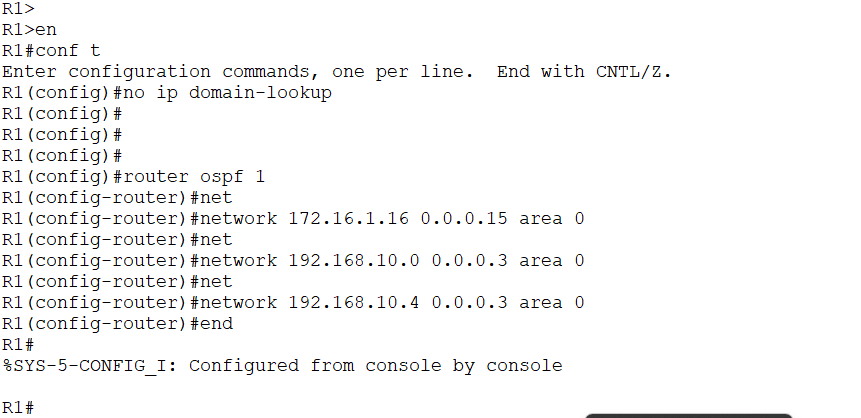 R1>
R1>en
R1#conf t
Enter configuration commands, one per line.  End with CNTL/Z.
R1(config)#no ip domain-lookup
R1(config)#
R1(config)#
R1(config)#
R1(config)#router ospf 1
R1(config-router)#net
R1(config-router)#network 172.16.1.16 0.0.0.15 area 0
R1(config-router)#net
R1(config-router)#network 192.168.10.0 0.0.0.3 area 0
R1(config-router)#net
R1(config-router)#network 192.168.10.4 0.0.0.3 area 0
R1(config-router)#end
R1#
%SYS-5-CONFIG_I: Configured from console by console
R1#